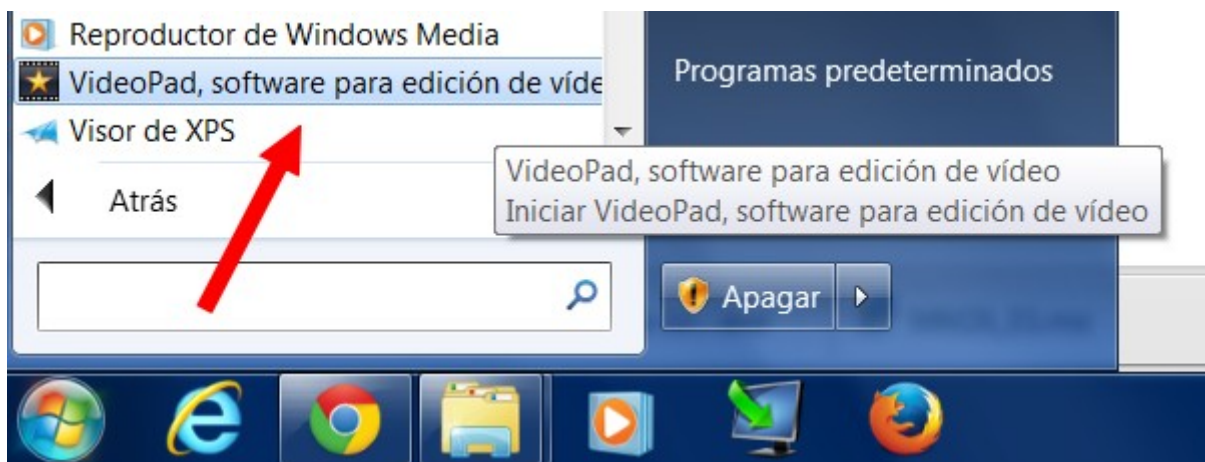 Reproductor de Windows Media
VideoPad, software para edición de víde
Visor de XPS
Atrás
Programas predeterminados
VideoPad, software para edición de vídeo
Iniciar VideoPad, software para edición de vídeo
Apagar